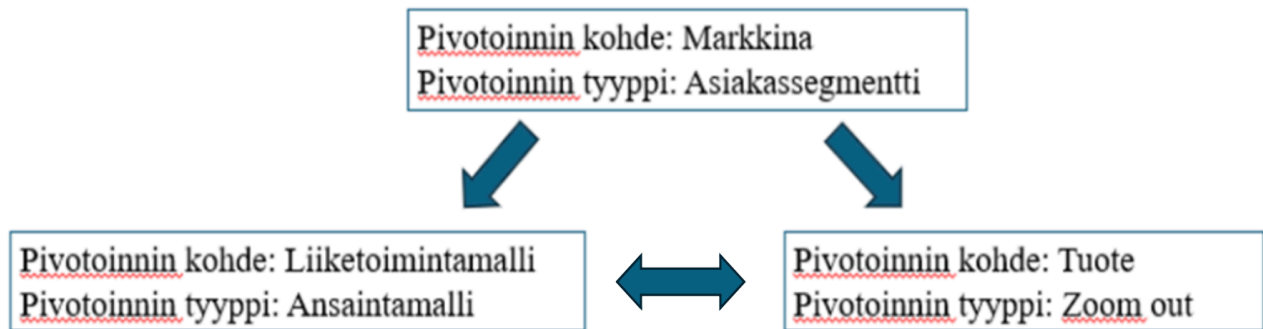 Pivotoinnin kohde: Markkina
Pivotoinnin tyyppi: Asiakassegmentti
Pivotoinnin kohde: Liiketoimintamalli
Pivotoinnin tyyppi: Ansaintamalli
Pivotoinnin kohde: Tuote
Pivotoinnin tyyppi: Zoom out